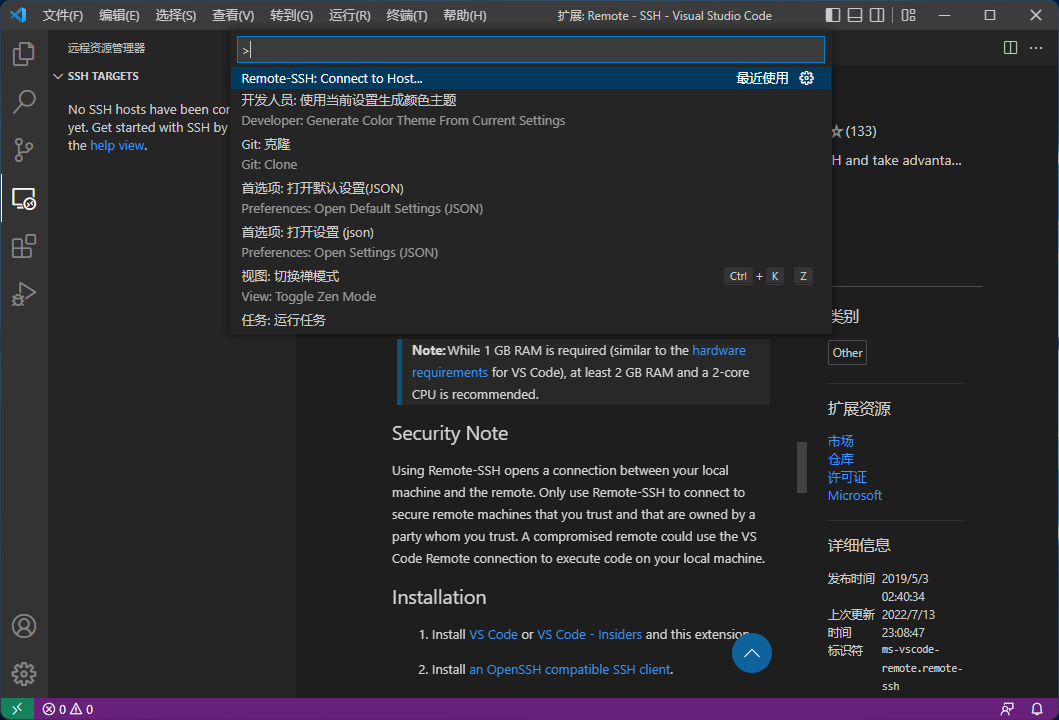 文件(F) 编辑(E) 选择(S) 查看(V) 转到(G) 运行(R) 终端(T) 帮助(H) 扩展: Remote - SSH - Visual Studio Code
远程资源管理器
SSH TARGETS
No SSH hosts have been con
yet. Get started with SSH by
the help view.
>
Remote-SSH: Connect to Host... 最近使用
开发人员: 使用当前设置生成颜色主题
Developer: Generate Color Theme From Current Settings
Git: 克隆
Git: Clone
首选项: 打开默认设置(JSON)
Preferences: Open Default Settings (JSON)
首选项: 打开设置 (json)
Preferences: Open Settings (JSON)
视图: 切换禅模式 Ctrl + K Z
View: Toggle Zen Mode
任务: 运行任务
(133)
H and take advanta...
Note: While 1 GB RAM is required (similar to the hardware
requirements for VS Code), at least 2 GB RAM and a 2-core
CPU is recommended.
Security Note
Using Remote-SSH opens a connection between your local
machine and the remote. Only use Remote-SSH to connect to
secure remote machines that you trust and that are owned by a
party whom you trust. A compromised remote could use the VS
Code Remote connection to execute code on your local machine.
Installation
1. Install VS Code or VS Code - Insiders and this extension
2. Install an OpenSSH compatible SSH client.
类别
Other
扩展资源
市场
仓库
许可证
Microsoft
详细信息
发布时间 2019/5/3
02:40:34
上次更新 2022/7/13
时间 23:08:47
标识符 ms-vscode-
remote.remote-
ssh
0 0